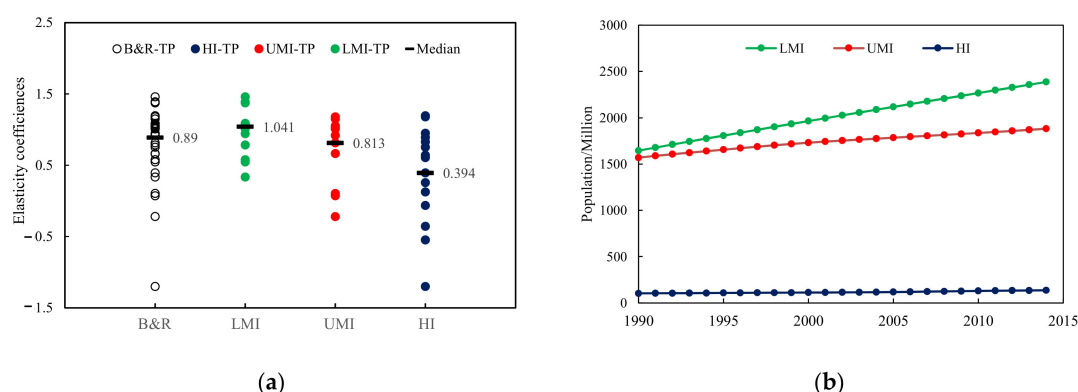 2.5
B&R-TP HI-TP UMI-TP LMI-TP Median
1.5
0.5
−0.5
−1.5
Elasticity coefficiences
0.89
1.041
0.813
0.394
B&R LMI UMI HI
(a)
3000
LMI UMI HI
2500
2000
1500
1000
500
0
Population/Million
1990 1995 2000 2005 2010 2015
(b)